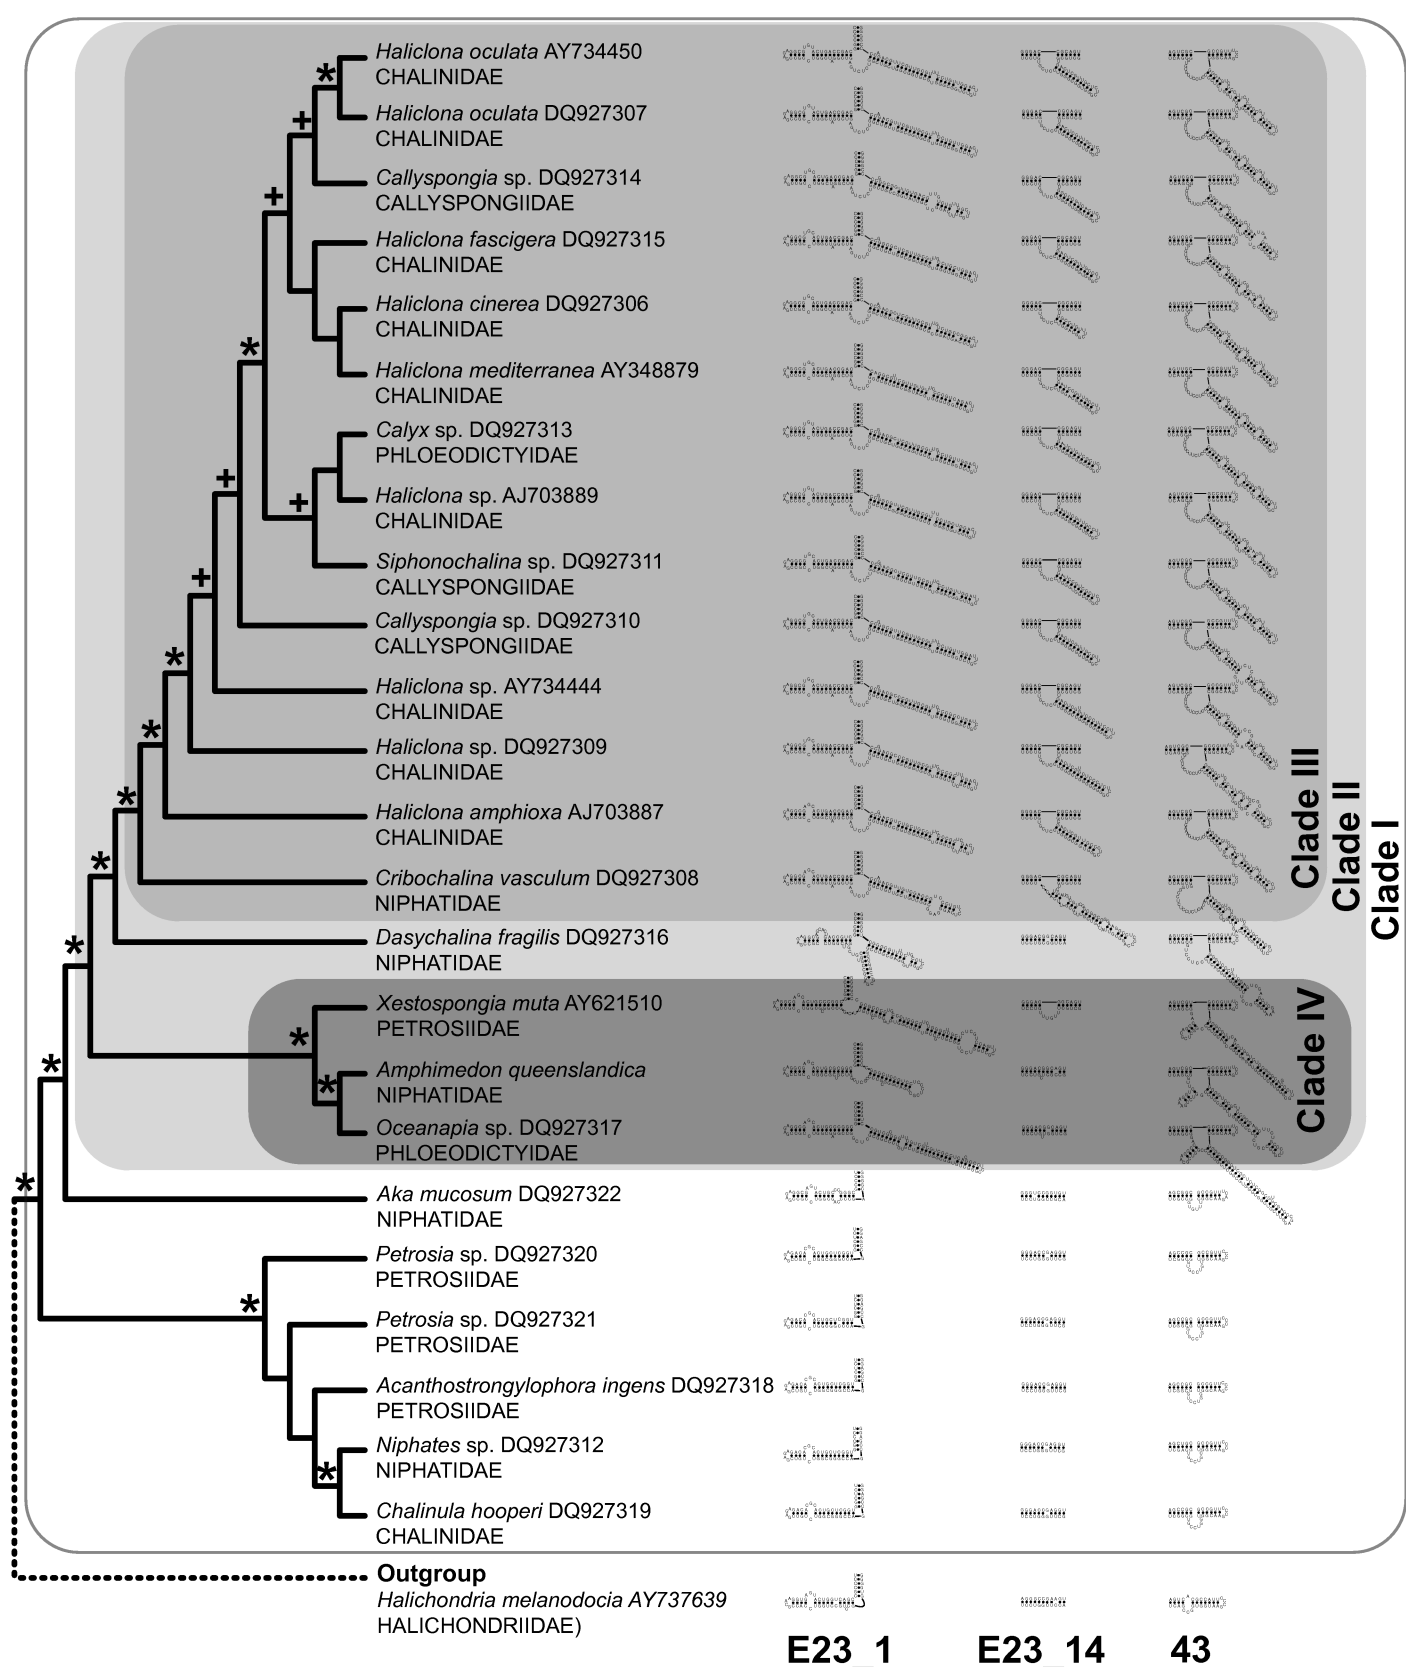 Haliclona oculata AY734450
CHALINIDAE
Haliclona oculata DQ927307
CHALINIDAE
Callyspongia sp. DQ927314
CALLYSPONGIIDAE
Haliclona fascigera DQ927315
CHALINIDAE
Haliclona cinerea DQ927306
CHALINIDAE
Haliclona mediterranea AY348879
CHALINIDAE
Calyx sp. DQ927313
PHLOEODICTYIDAE
Haliclona sp. AJ703889
CHALINIDAE
Siphonochalina sp. DQ927311
CALLYSPONGIIDAE
Callyspongia sp. DQ927310
CALLYSPONGIIDAE
Haliclona sp. AY734444
CHALINIDAE
Haliclona sp. DQ927309
CHALINIDAE
Haliclona amphioxa AJ703887
CHALINIDAE
Cribochalina vasculum DQ927308
NIPHATIDAE
Dasychalina fragilis DQ927316
NIPHATIDAE
Xestospongia muta AY621510
PETROSIIDAE
Amphimedon queenslandica
NIPHATIDAE
Oceanapia sp. DQ927317
PHLOEODICTYIDAE
Aka mucosum DQ927322
NIPHATIDAE
Petrosia sp. DQ927320
PETROSIIDAE
Petrosia sp. DQ927321
PETROSIIDAE
Acanthostrongylophora ingens DQ927318
PETROSIIDAE
Niphates sp. DQ927312
NIPHATIDAE
Chalinula hooperi DQ927319
CHALINIDAE
Outgroup
Halichondria melanodocia AY737639
HALICHONDRIIDAE)
Clade III
Clade II
Clade I
Clade IV
E23_1 E23_14 43